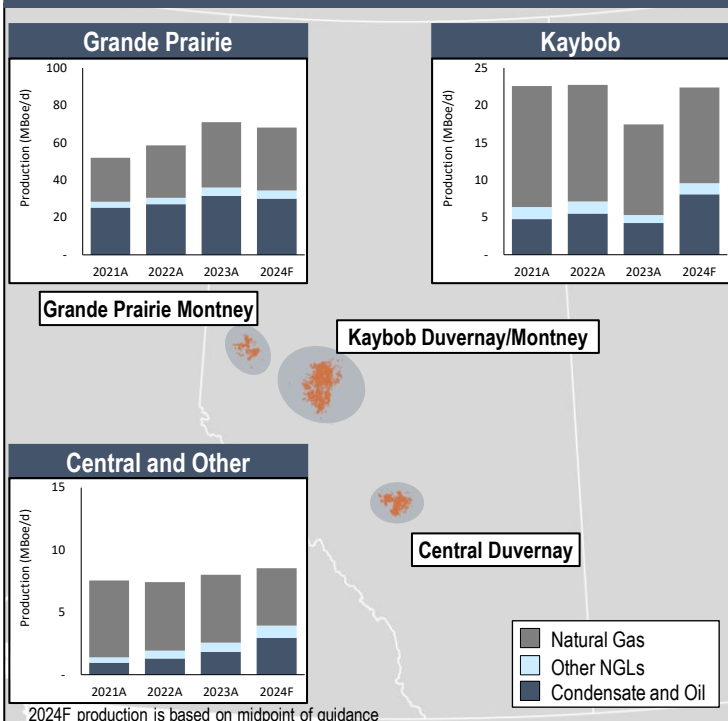 Grande Prairie
Production (MBoe/d)
100
80
60
40
20
-
2021A 2022A 2023A 2024F
Kaybob
Production (MBoe/d)
25
20
15
10
5
-
2021A 2022A 2023A 2024F
Grande Prairie Montney
Kaybob Duvernay/Montney
Central and Other
Production (MBoe/d)
15
10
5
-
2021A 2022A 2023A 2024F
Central Duvernay
Natural Gas
Other NGLs
Condensate and Oil
2024F production is based on midpoint of guidance